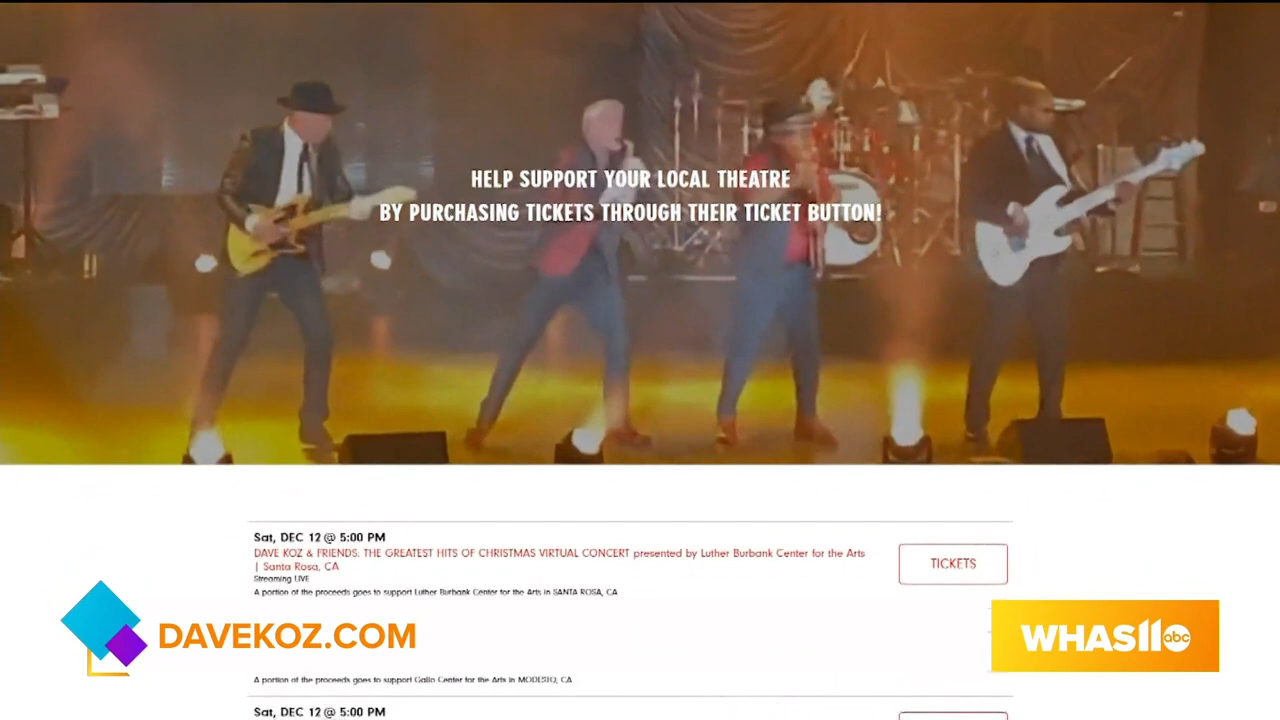 HELP SUPPORT YOUR LOCAL THEATRE
BY PURCHASING TICKETS THROUGH THEIR TICKET BUTTON!
Sat, DEC 12 @ 5:00 PM
DAVE KOZ & FRIENDS: THE GREATEST HITS OF CHRISTMAS VIRTUAL CONCERT presented by Luther Burbank Center for the Arts
| Santa Rosa, CA
Streaming LIVE
A portion of the proceeds goes to support Luther Burbank Center for the Arts in SANTA ROSA, CA
TICKETS
DAVEKOZ.COM
WHAS11 abc
A portion of the proceeds goes to support Gallo Center for the Arts in MODESTO, CA
Sat, DEC 12 @ 5:00 PM